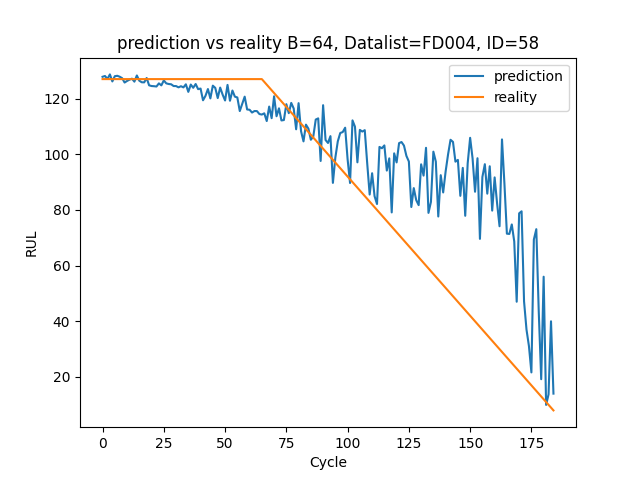 prediction vs reality B=64, Datalist=FD004, ID=58
prediction
reality
RUL
120
100
80
60
40
20
0 25 50 75 100 125 150 175
Cycle